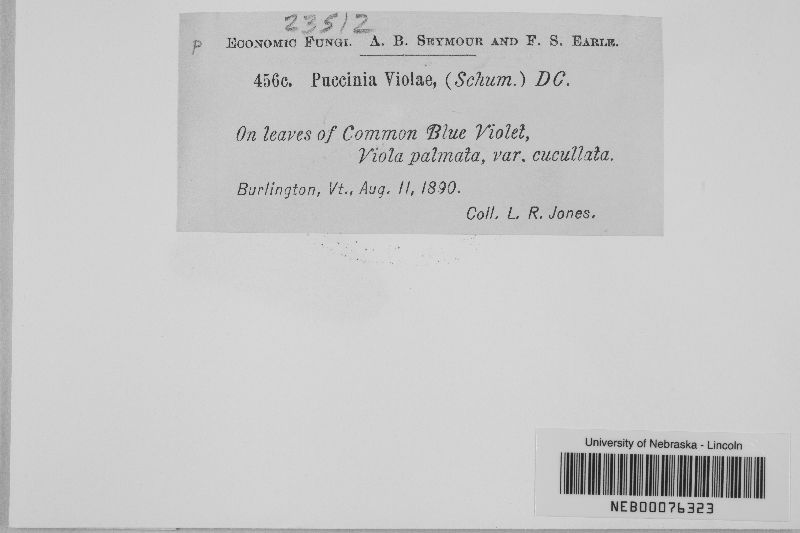 23512
P
Economic Fungi. A. B. Seymour and F. S. Earle.
456c. Puccinia Violae, (Schum.) DC.
On leaves of Common Blue Violet,
Viola palmata, var. cucullata.
Burlington, Vt., Aug. 11, 1890.
Coll. L. R. Jones.
University of Nebraska - Lincoln
NEB00076323